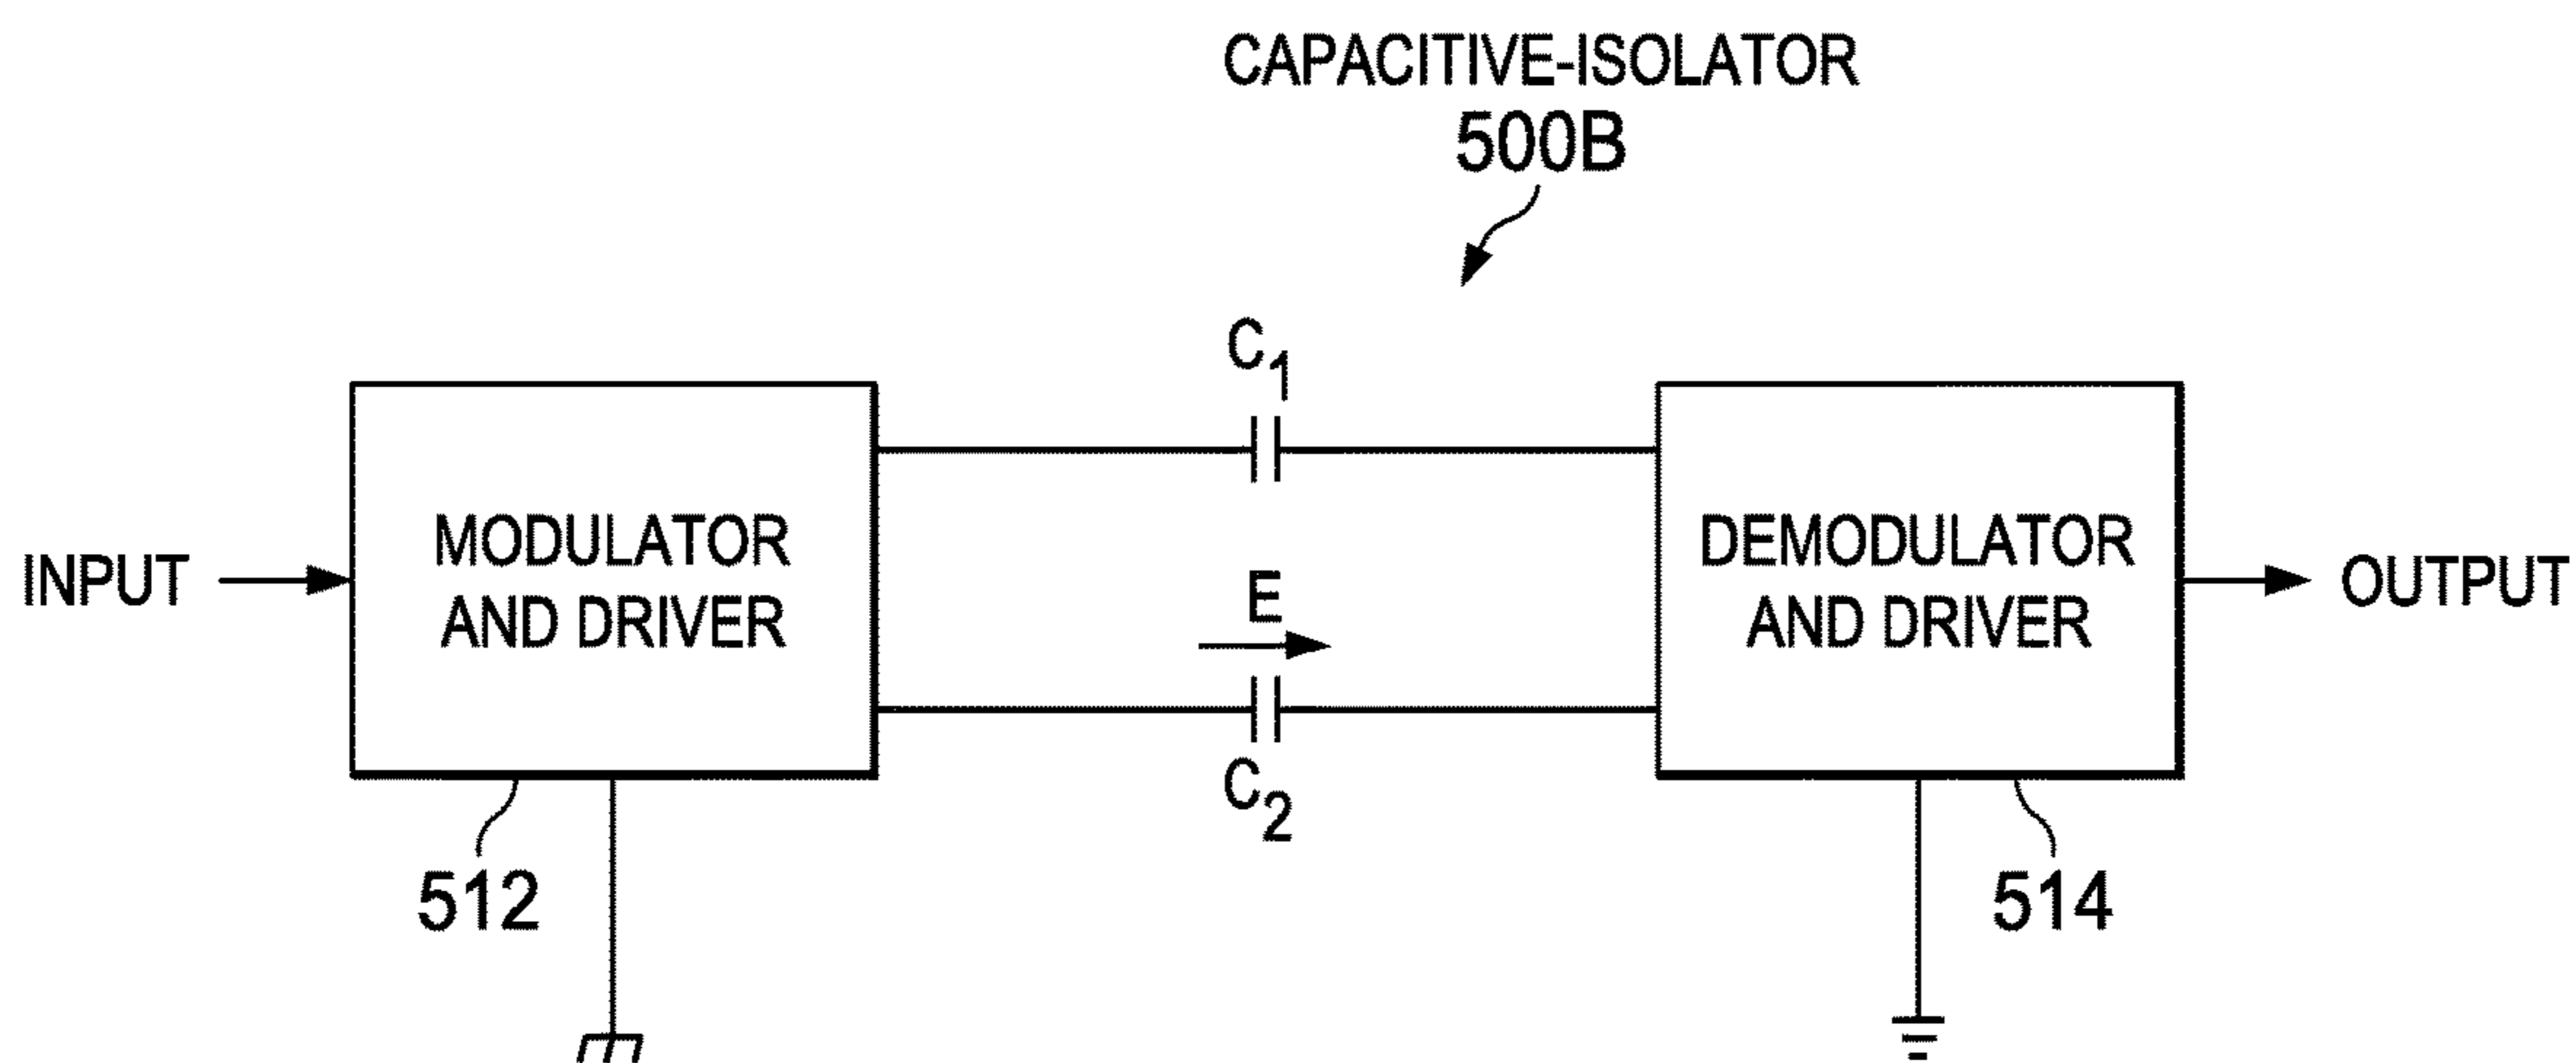 CAPACITIVE-ISOLATOR
500B
C1
INPUT
MODULATOR
AND DRIVER
E
DEMODULATOR
AND DRIVER
OUTPUT
C2
512
514